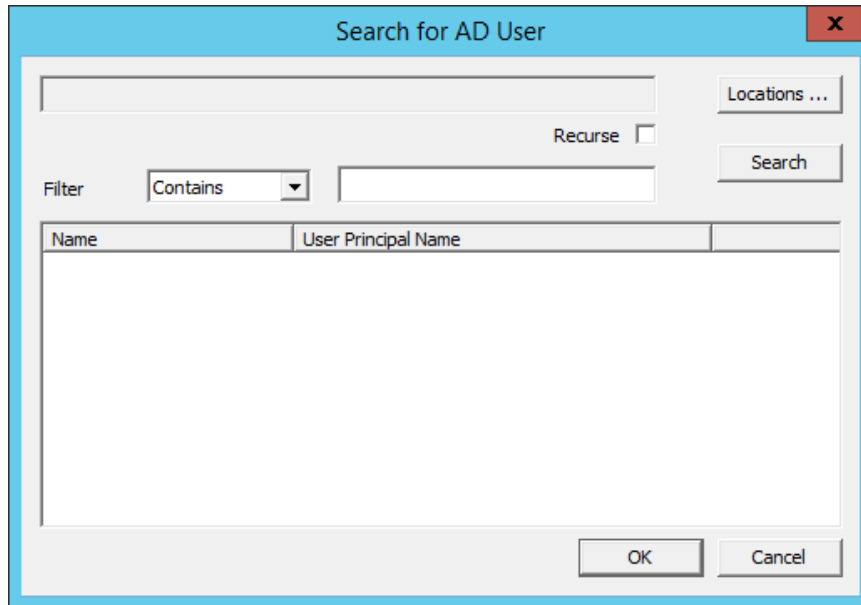 Search for AD User
x
Locations ...
Recurse
Search
Filter Contains
Name User Principal Name
OK Cancel